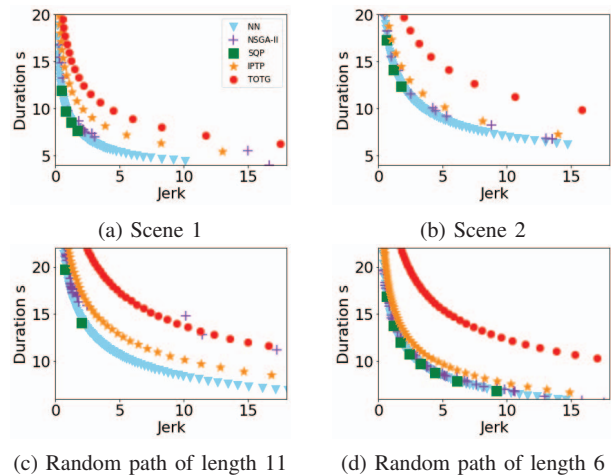 20
15
10
5
Duration s
0
5
10
15
Jerk
NN
NSGA-II
SQP
IPTP
TOTG
(a) Scene 1
20
15
10
5
Duration s
0
5
10
15
Jerk
(b) Scene 2
20
15
10
Duration s
0
5
10
15
Jerk
(c) Random path of length 11
20
15
10
Duration s
0
5
10
15
Jerk
(d) Random path of length 6